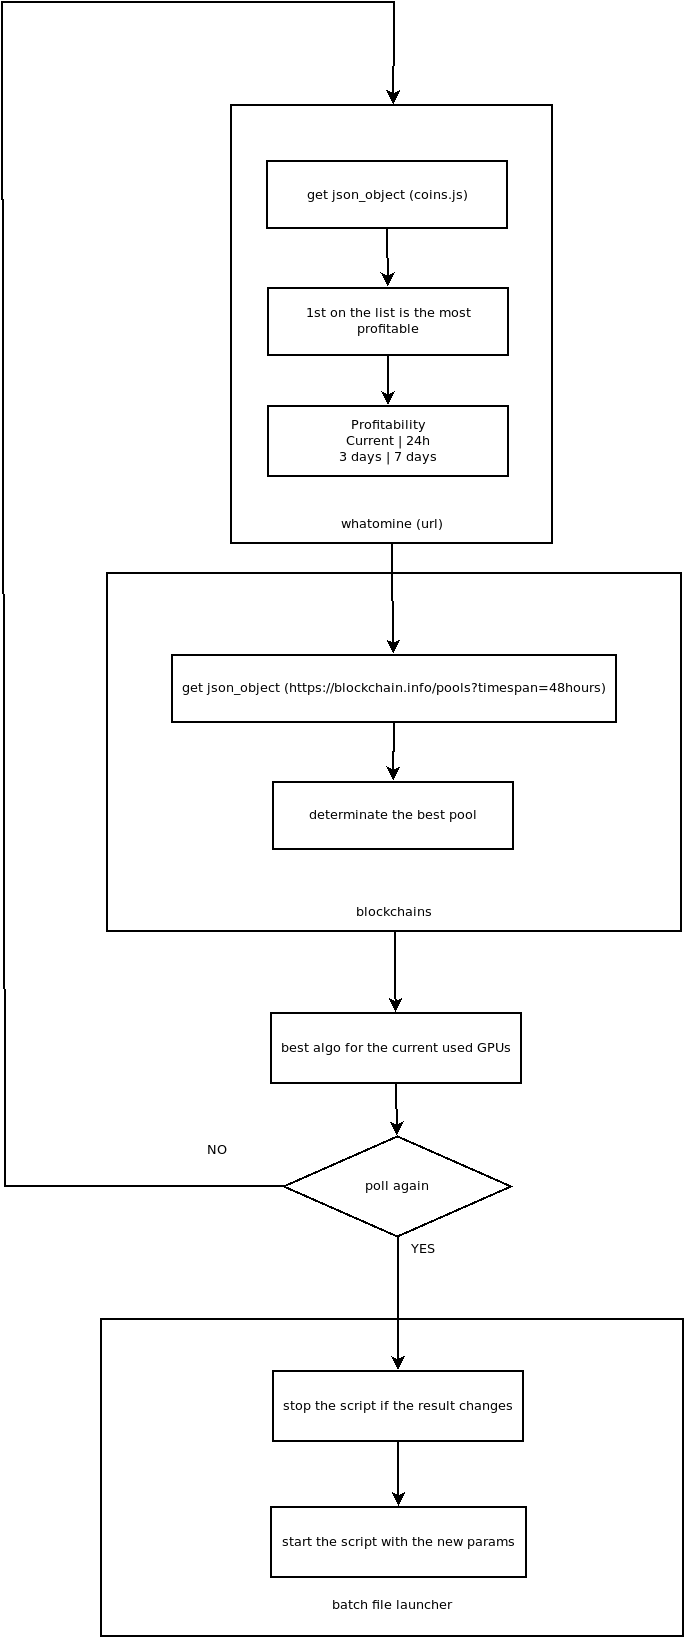 get json_object (coins.js)
1st on the list is the most
profitable
Profitability
Current | 24h
3 days | 7 days
whatomine (url)
get json_object (https://blockchain.info/pools?timespan=48hours)
determinate the best pool
blockchains
best algo for the current used GPUs
NO
poll again
YES
stop the script if the result changes
start the script with the new params
batch file launcher